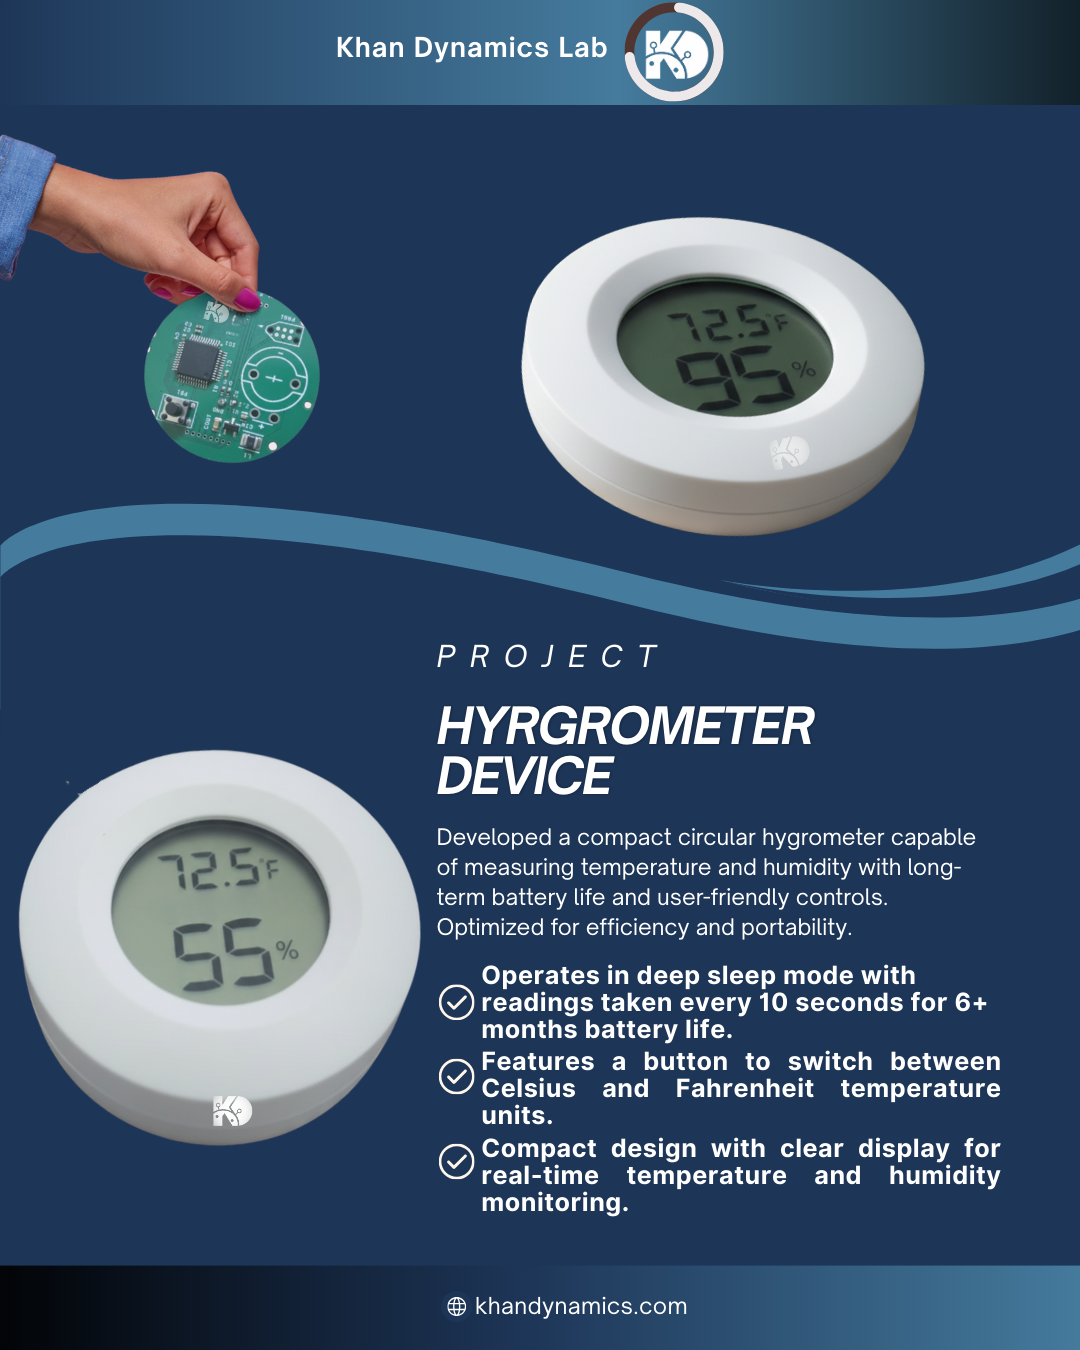 Khan Dynamics Lab
KD
72.5°F
95%
PROJECT
HYRGROMETER
DEVICE
Developed a compact circular hygrometer capable
of measuring temperature and humidity with long-
term battery life and user-friendly controls.
Optimized for efficiency and portability.
72.5°F
55%
Operates in deep sleep mode with
readings taken every 10 seconds for 6+
months battery life.
Features a button to switch between
Celsius and Fahrenheit temperature
units.
Compact design with clear display for
real-time temperature and humidity
monitoring.
KD
khandynamics.com